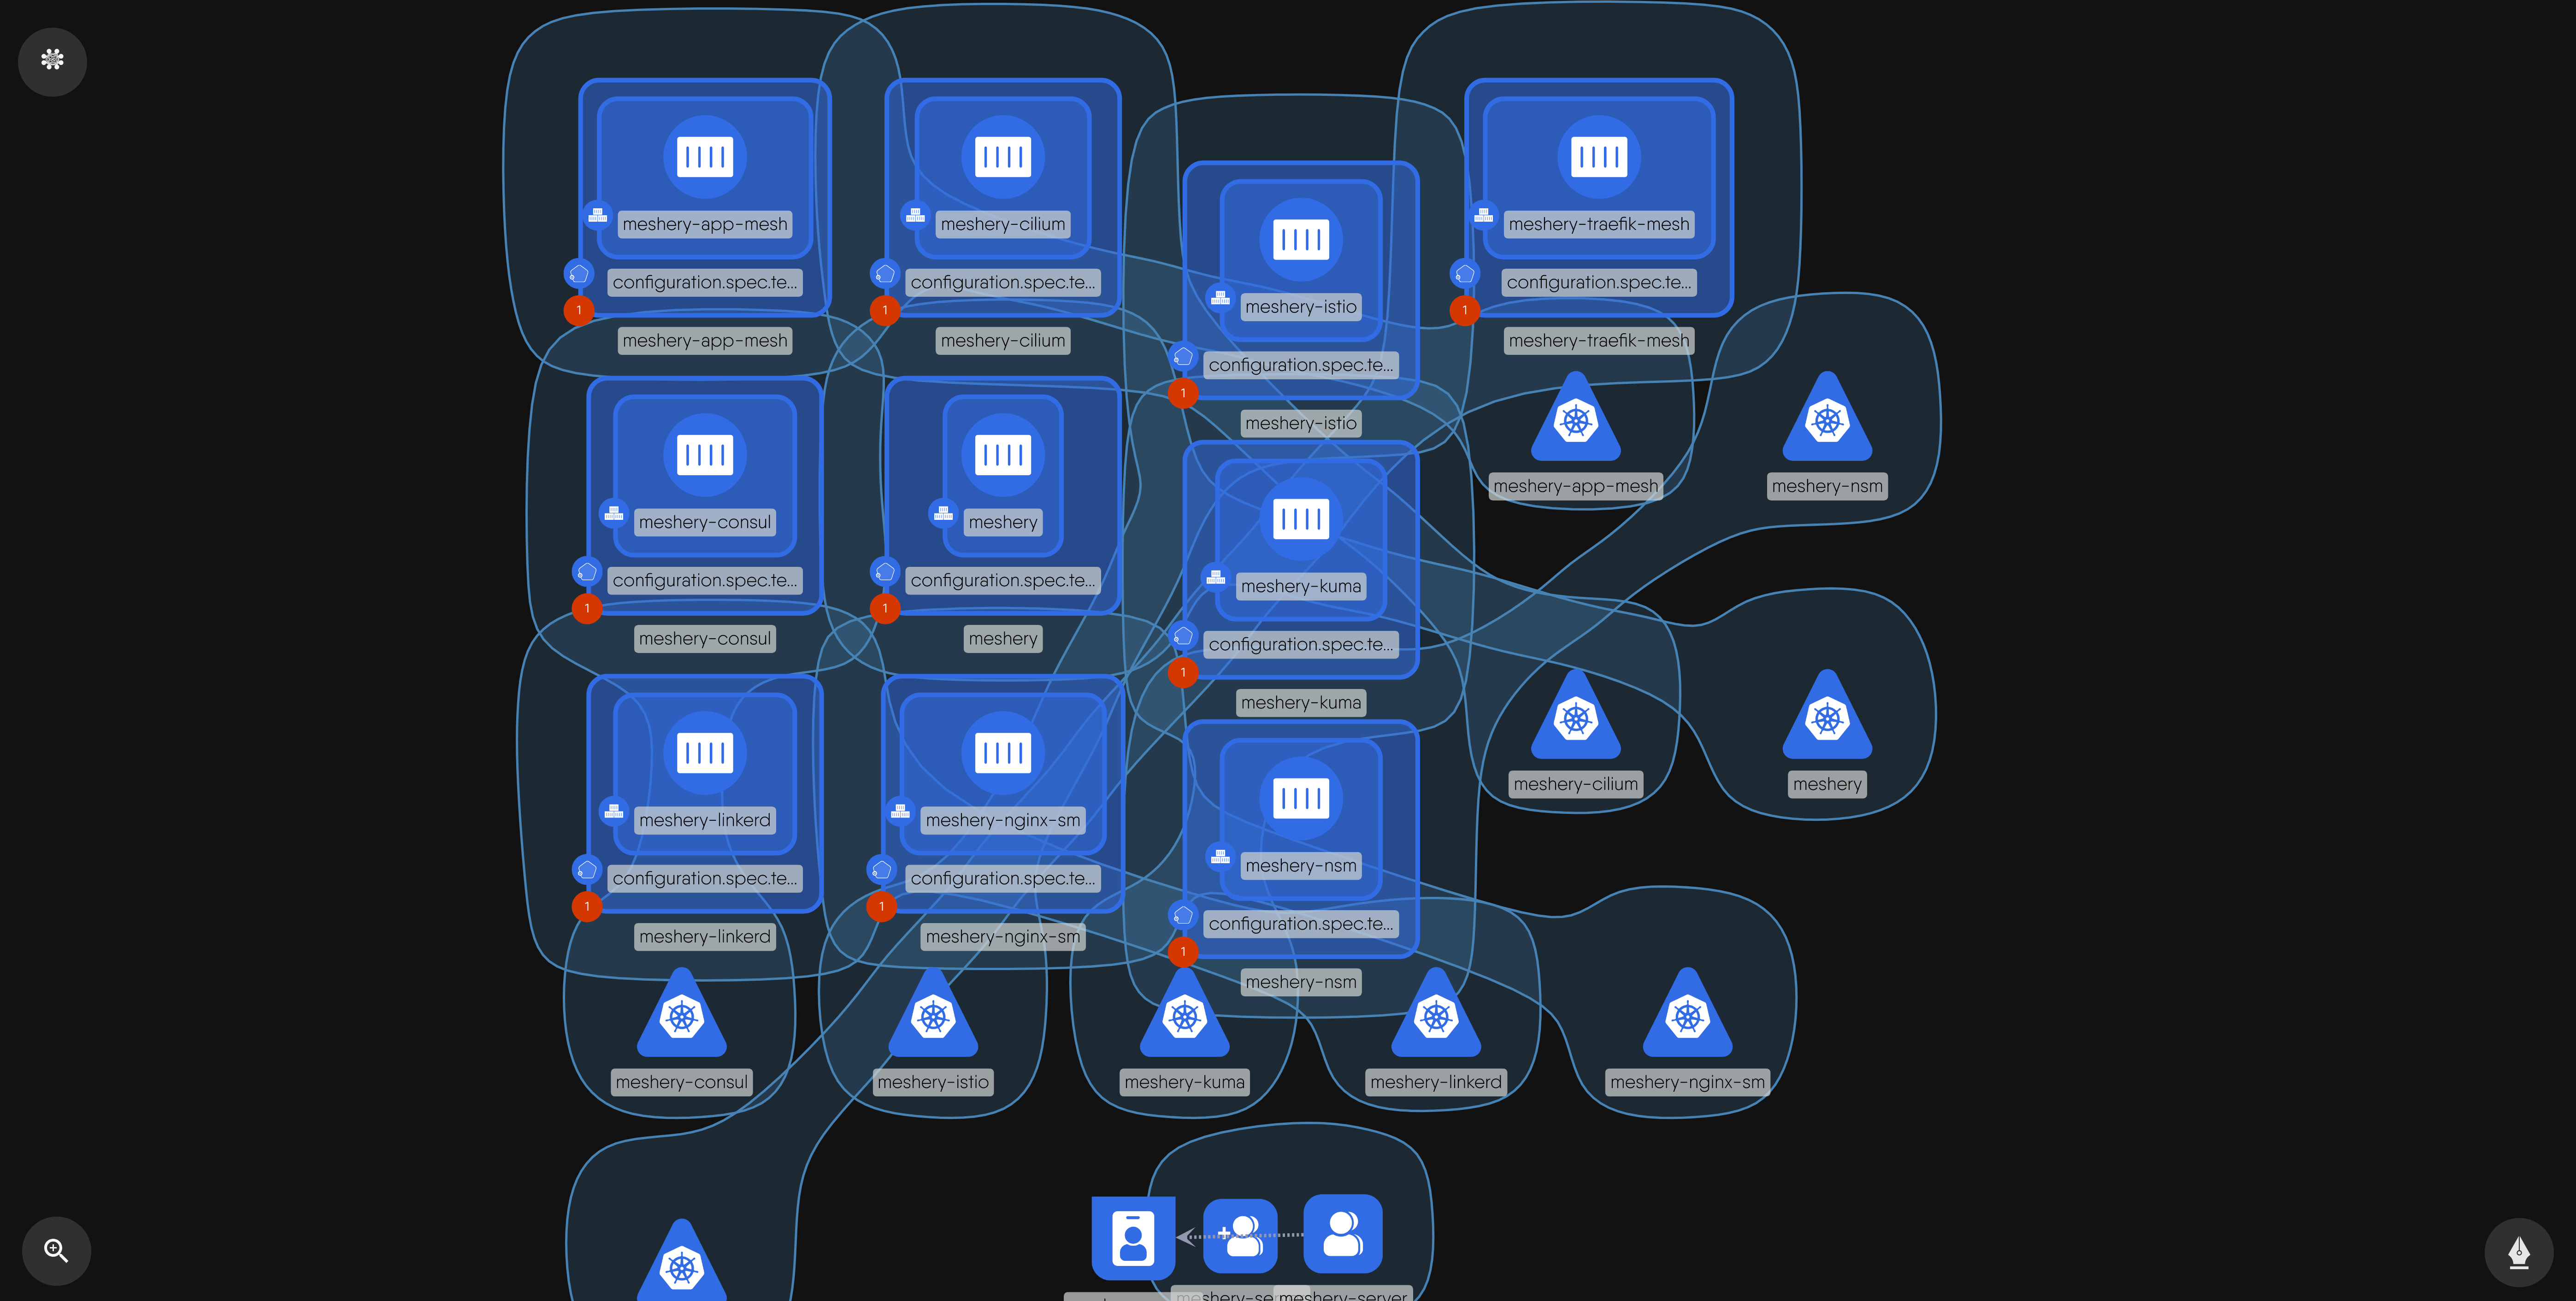 meshery-app-mesh
configuration.spec.te...
1
meshery-app-mesh
meshery-cilium
configuration.spec.te...
1
meshery-cilium
meshery-istio
configuration.spec.te...
1
meshery-istio
meshery-traefik-mesh
configuration.spec.te...
1
meshery-traefik-mesh
meshery-consul
configuration.spec.te...
1
meshery-consul
meshery
configuration.spec.te...
1
meshery
meshery-kuma
configuration.spec.te...
1
meshery-kuma
meshery-app-mesh
meshery-nsm
meshery-linkerd
configuration.spec.te...
1
meshery-linkerd
meshery-nginx-sm
configuration.spec.te...
1
meshery-nginx-sm
meshery-nsm
configuration.spec.te...
1
meshery-nsm
meshery-cilium
meshery
meshery-consul
meshery-istio
meshery-kuma
meshery-linkerd
meshery-nginx-sm
meshery-server